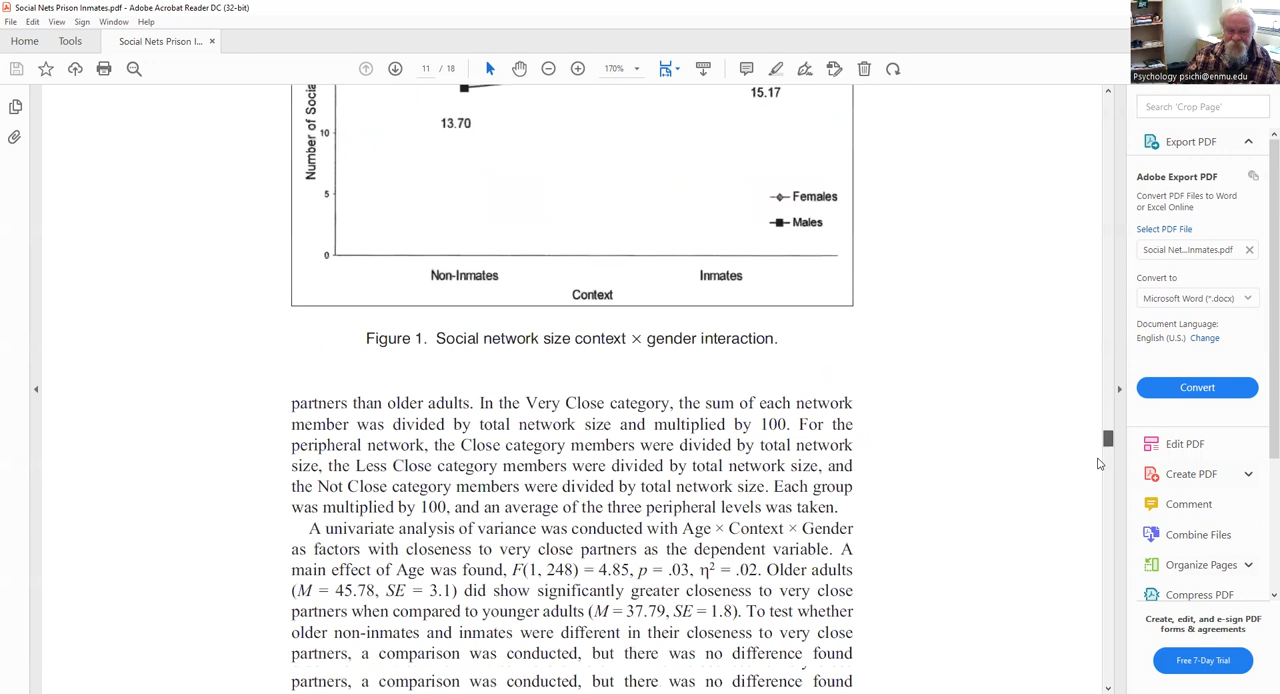 Social Nets Prison Inmates.pdf - Adobe Acrobat Reader DC (32-bit)
File Edit View Sign Window Help
Home Tools Social Nets Prison I... ×
11 / 18 170%
Psychology psichi@enmu.edu
Search 'Crop Page'
Export PDF
Adobe Export PDF
Convert PDF Files to Word
or Excel Online
Select PDF File
Social Net...Inmates.pdf
Convert to
Microsoft Word (*.docx)
Document Language:
English (U.S.) Change
Convert
Edit PDF
Create PDF
Comment
Combine Files
Organize Pages
Compress PDF
Create, edit, and e-sign PDF
forms & agreements
Free 7-Day Trial
Number of Socia
15.17
13.70
10
5
0
Females
Males
Non-Inmates Inmates
Context
Figure 1. Social network size context × gender interaction.
partners than older adults. In the Very Close category, the sum of each network
member was divided by total network size and multiplied by 100. For the
peripheral network, the Close category members were divided by total network
size, the Less Close category members were divided by total network size, and
the Not Close category members were divided by total network size. Each group
was multiplied by 100, and an average of the three peripheral levels was taken.
A univariate analysis of variance was conducted with Age × Context × Gender
as factors with closeness to very close partners as the dependent variable. A
main effect of Age was found, F(1, 248) = 4.85, p = .03, η² = .02. Older adults
(M = 45.78, SE = 3.1) did show significantly greater closeness to very close
partners when compared to younger adults (M = 37.79, SE = 1.8). To test whether
older non-inmates and inmates were different in their closeness to very close
partners, a comparison was conducted, but there was no difference found
partners, a comparison was conducted, but there was no difference found